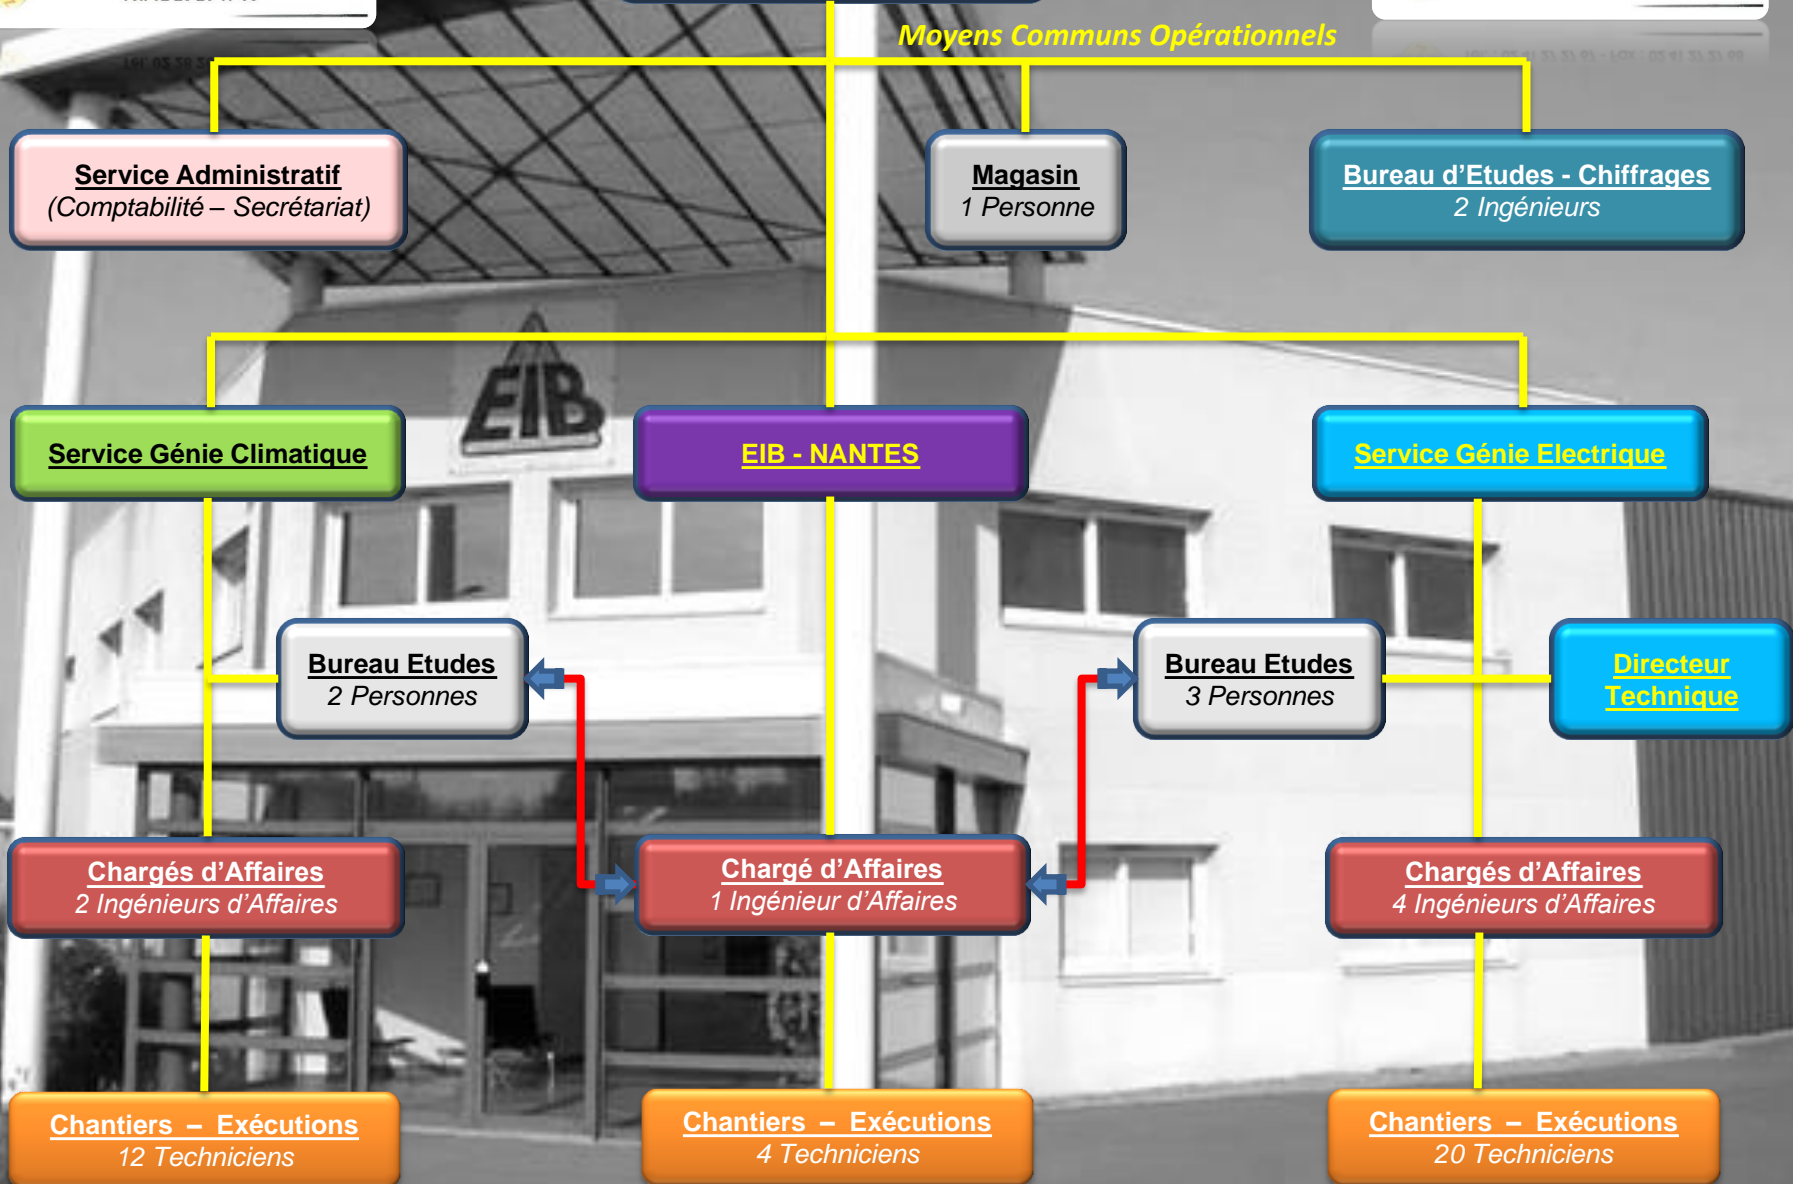 Moyens Communs Opérationnels
Service Administratif
(Comptabilité – Secrétariat)
Magasin
1 Personne
Bureau d’Etudes - Chiffrages
2 Ingénieurs
EIB
Service Génie Climatique
EIB - NANTES
Service Génie Electrique
Bureau Etudes
2 Personnes
Bureau Etudes
3 Personnes
Directeur
Technique
Chargés d’Affaires
2 Ingénieurs d’Affaires
Chargé d’Affaires
1 Ingénieur d’Affaires
Chargés d’Affaires
4 Ingénieurs d’Affaires
Chantiers – Exécutions
12 Techniciens
Chantiers – Exécutions
4 Techniciens
Chantiers – Exécutions
20 Techniciens